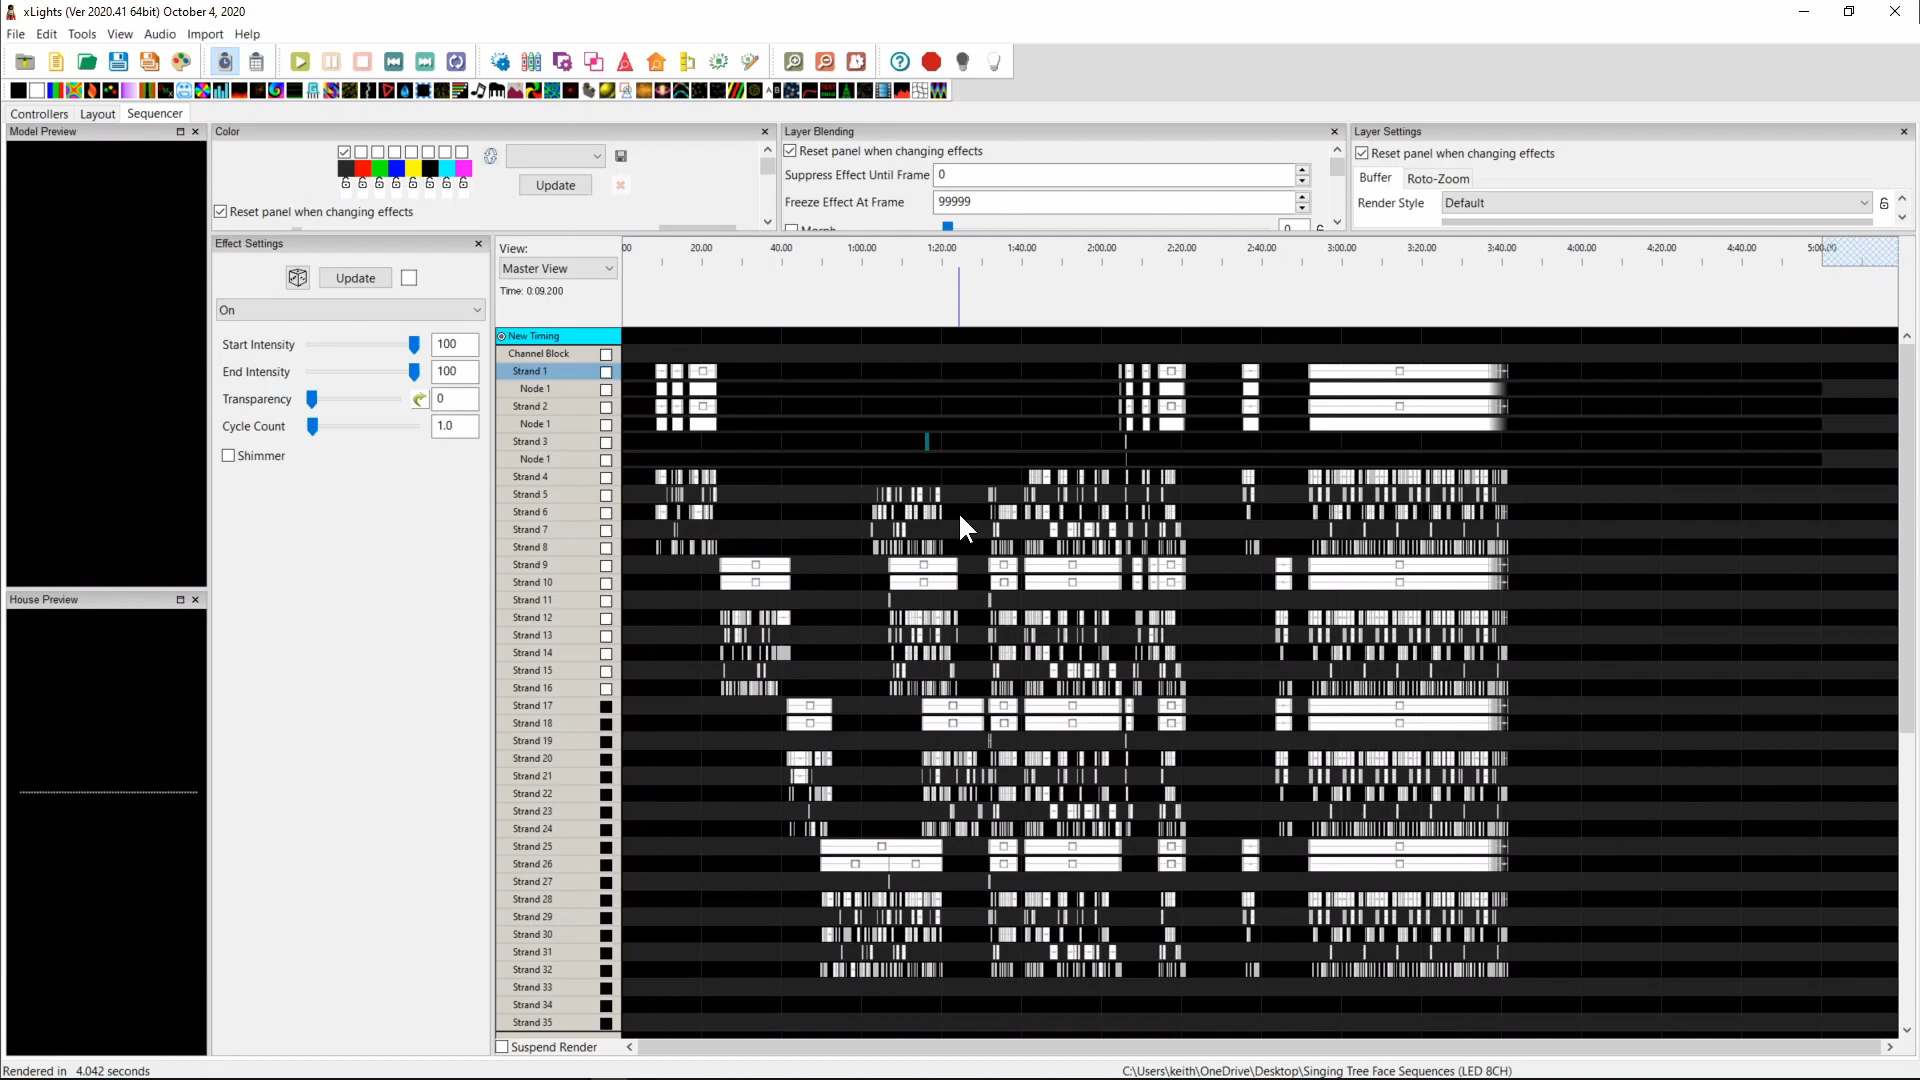 xLights (Ver 2020.41 64bit) October 4, 2020
File Edit Tools View Audio Import Help
Controllers Layout Sequencer
Model Preview
Color
Layer Blending
Layer Settings
Update
Reset panel when changing effects
Reset panel when changing effects
Suppress Effect Until Frame 0
Freeze Effect At Frame 99999
Morph 0
Reset panel when changing effects
Buffer Roto-Zoom
Render Style Default
Effect Settings
Update
On
Start Intensity 100
End Intensity 100
Transparency 0
Cycle Count 1.0
Shimmer
View:
Master View
Time: 0:09.200
00 20.00 40.00 1:00.00 1:20.00 1:40.00 2:00.00 2:20.00 2:40.00 3:00.00 3:20.00 3:40.00 4:00.00 4:20.00 4:40.00
New Timing
Channel Block
Strand 1
Node 1
Strand 2
Node 1
Strand 3
Node 1
Strand 4
Strand 5
Strand 6
Strand 7
Strand 8
Strand 9
Strand 10
Strand 11
Strand 12
Strand 13
Strand 14
Strand 15
Strand 16
Strand 17
Strand 18
Strand 19
Strand 20
Strand 21
Strand 22
Strand 23
Strand 24
Strand 25
Strand 26
Strand 27
Strand 28
Strand 29
Strand 30
Strand 31
Strand 32
Strand 33
Strand 34
Strand 35
House Preview
Suspend Render
Rendered in 4.042 seconds
C:\Users\keith\OneDrive\Desktop\Singing Tree Face Sequences (LED 8CH)